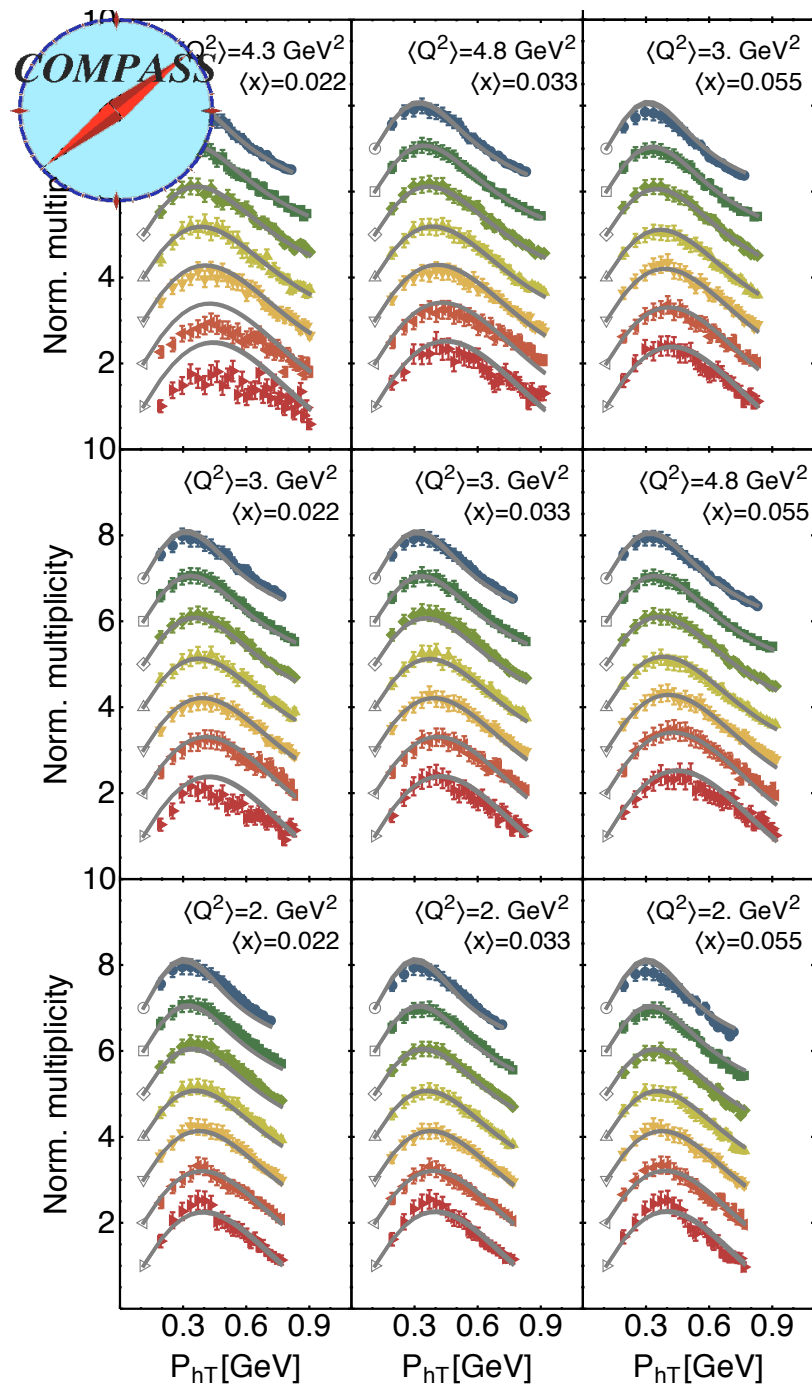 10
COMPASS
Q²⟩=4.3 GeV²
⟨x⟩=0.022
⟨Q²⟩=4.8 GeV²
⟨x⟩=0.033
⟨Q²⟩=3. GeV²
⟨x⟩=0.055
Norm. multip
4
2
10
⟨Q²⟩=3. GeV²
⟨x⟩=0.022
⟨Q²⟩=3. GeV²
⟨x⟩=0.033
⟨Q²⟩=4.8 GeV²
⟨x⟩=0.055
Norm. multiplicity
8
6
4
2
10
⟨Q²⟩=2. GeV²
⟨x⟩=0.022
⟨Q²⟩=2. GeV²
⟨x⟩=0.033
⟨Q²⟩=2. GeV²
⟨x⟩=0.055
Norm. multiplicity
8
6
4
2
0.3 0.6 0.9
0.3 0.6 0.9
0.3 0.6 0.9
P_hT[GeV]
P_hT[GeV]
P_hT[GeV]